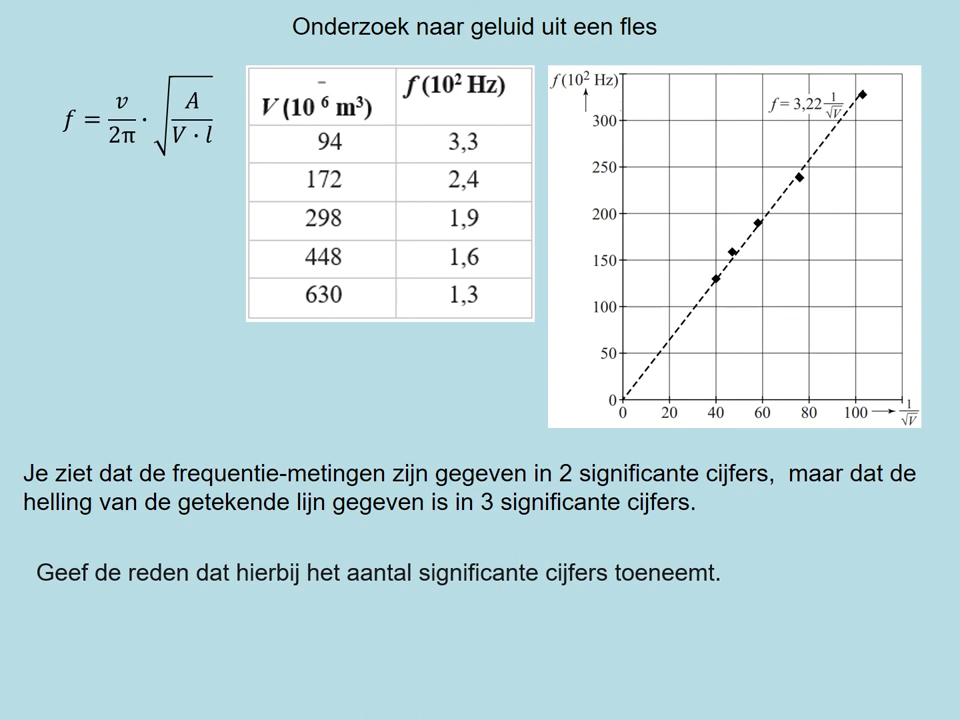 Onderzoek naar geluid uit een fles
f = v/2π · √(A/(V · l))
V (10⁻⁶ m³) f (10² Hz)
94 3,3
172 2,4
298 1,9
448 1,6
630 1,3
f (10² Hz)
f = 3,22 1/√V
300
250
200
150
100
50
0
0 20 40 60 80 100 → 1/√V
Je ziet dat de frequentie-metingen zijn gegeven in 2 significante cijfers, maar dat de
helling van de getekende lijn gegeven is in 3 significante cijfers.
Geef de reden dat hierbij het aantal significante cijfers toeneemt.